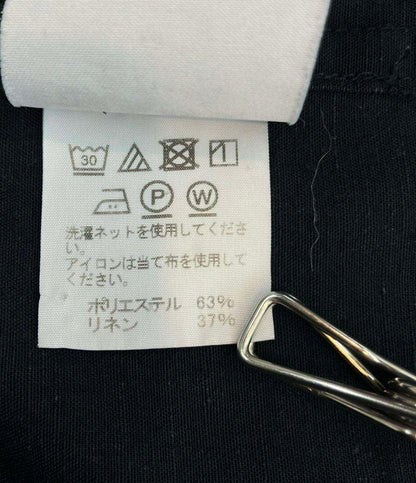 30
P W
洗濯ネットを使用してくださ
い。
アイロンは当て布を使用して
ください。
ポリエステル 63%
リネン 37%